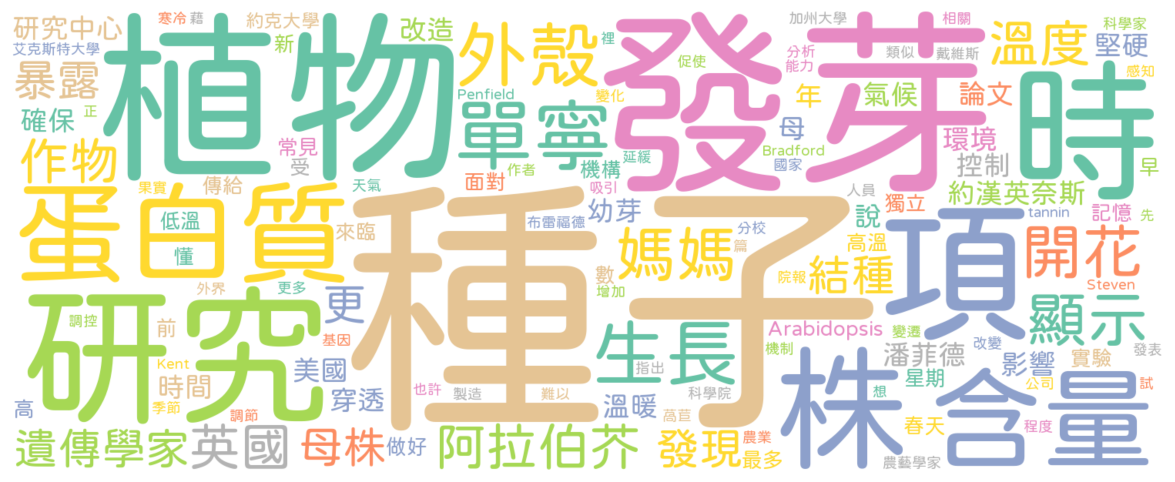 研究中心
寒冷
藉
約克大學
改造
加州大學
相關
科學家
艾克斯特大學
新
外殼
發芽
分析
類似
戴維斯
溫度
堅硬
植物
暴露
促使
能力
感知
時
正
Penfield
變化
年
氣候
論文
確保
單寧
母
環境
作物
常見
作者
延緩
Bradford
控制
早
受
機構
國家
蛋白質
果實
傳給
天氣
面對
吸引
人員
約漢英奈斯
低溫
種子
幼芽
說
獨立
tannin
記憶
先
懂
來臨
布雷福德
分校
項
媽媽
篇
高溫
開花
外界
更多
數
增加
院報
結種
Steven
研究
更
調控
前
生長
Arabidopsis
變遷
顯示
基因
機制
改變
Kent
美國
指出
潘菲德
影響
實驗
發表
時間
穿透
也許
製造
難以
科學院
株
星期
想
公司
試
高
季節
調節
溫暖
萵苣
含量
春天
程度
遺傳學家
英國
母株
做好
阿拉伯芥
發現
農業
最多
農藝學家